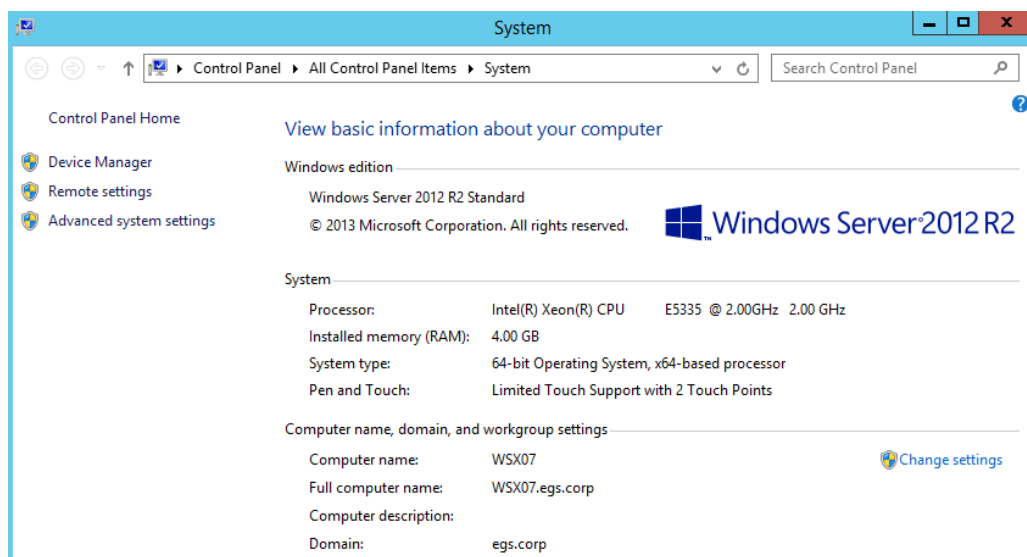 System
Control Panel ▸ All Control Panel Items ▸ System
Search Control Panel
Control Panel Home
Device Manager
Remote settings
Advanced system settings
View basic information about your computer
Windows edition
Windows Server 2012 R2 Standard
© 2013 Microsoft Corporation. All rights reserved.
Windows Server 2012 R2
System
Processor: Intel(R) Xeon(R) CPU E5335 @ 2.00GHz 2.00 GHz
Installed memory (RAM): 4.00 GB
System type: 64-bit Operating System, x64-based processor
Pen and Touch: Limited Touch Support with 2 Touch Points
Computer name, domain, and workgroup settings
Computer name: WSX07
Change settings
Full computer name: WSX07.egs.corp
Computer description:
Domain: egs.corp